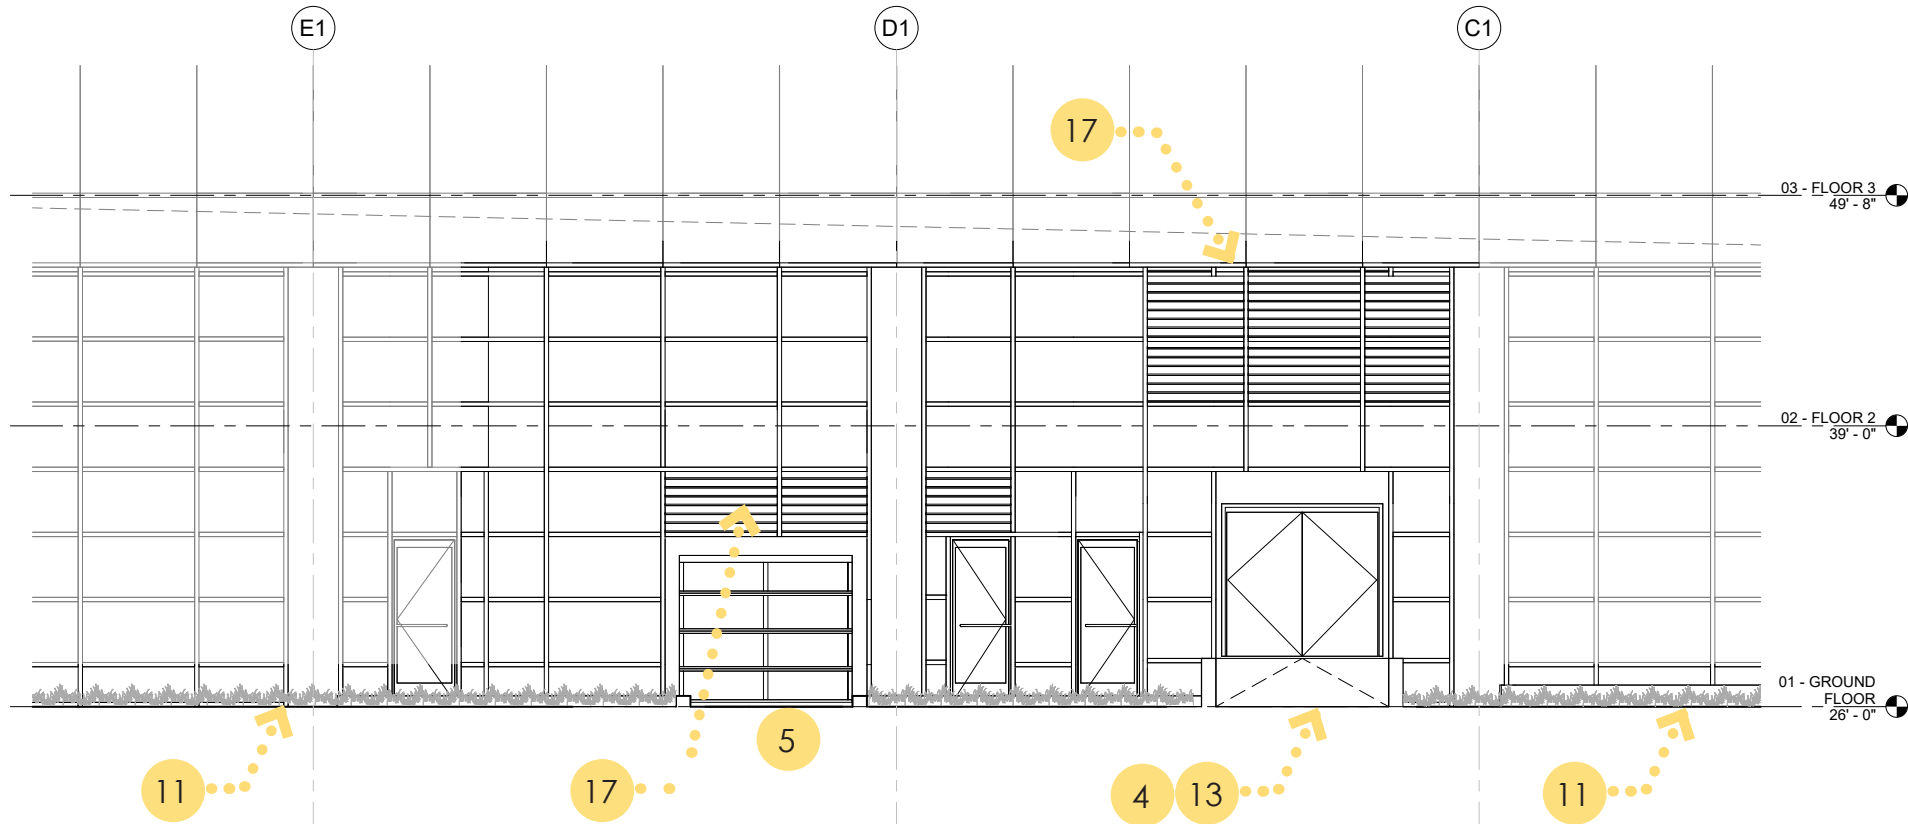 E1
D1
C1
17
03 - FLOOR 3
49' - 8"
02 - FLOOR 2
39' - 0"
01 - GROUND
FLOOR
26' - 0"
5
11
17
4
13
11